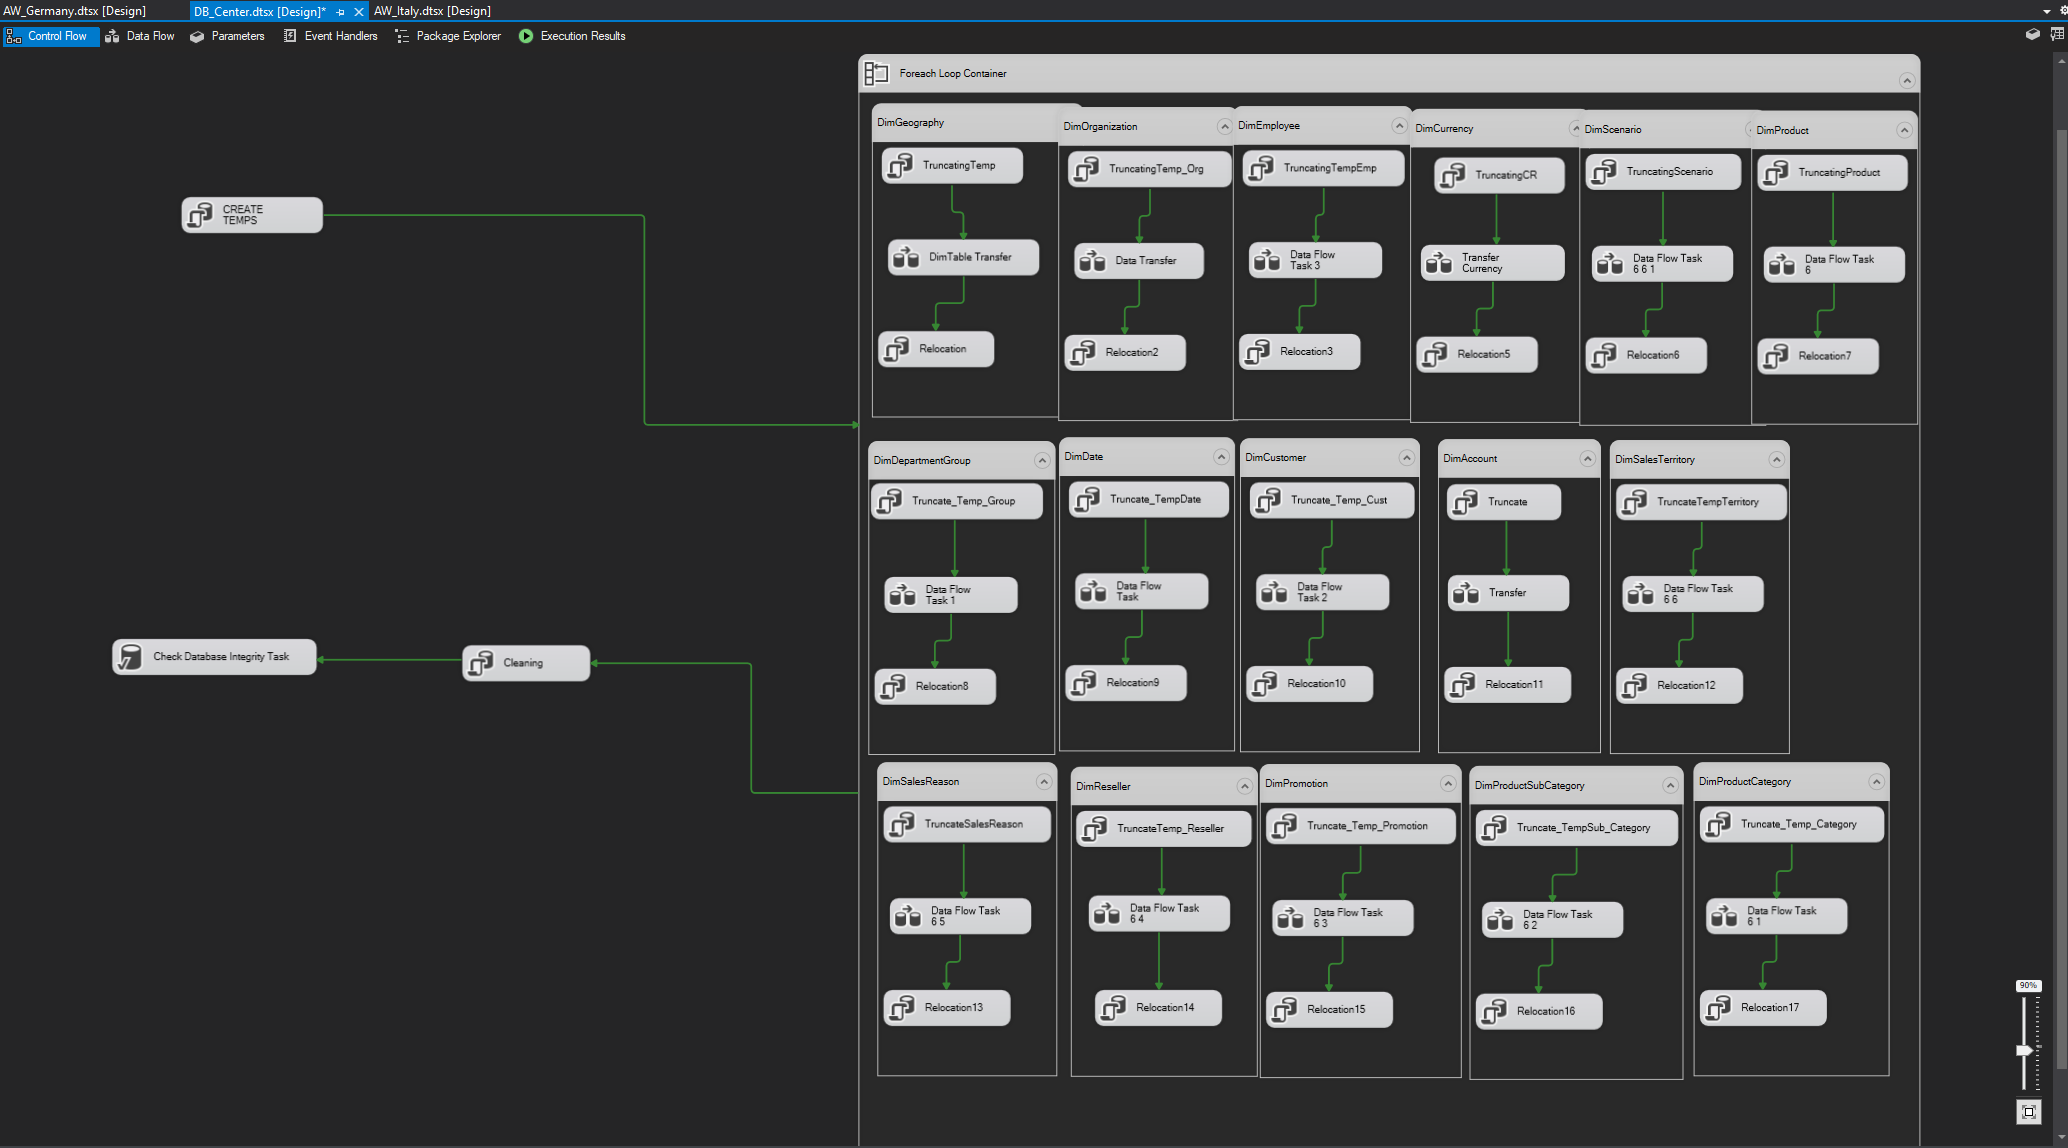 AW_Germany.dtsx [Design]
DB_Center.dtsx [Design]*
AW_Italy.dtsx [Design]
Control Flow
Data Flow
Parameters
Event Handlers
Package Explorer
Execution Results
Foreach Loop Container
CREATE
TEMPS
DimGeography
TruncatingTemp
DimTable Transfer
Relocation
DimOrganization
TruncatingTemp_Org
Data Transfer
Relocation2
DimEmployee
TruncatingTempEmp
Data Flow
Task 3
Relocation3
DimCurrency
TruncatingCR
Transfer
Currency
Relocation5
DimScenario
TruncatingScenario
Data Flow Task
6 6 1
Relocation6
DimProduct
TruncatingProduct
Data Flow Task
6
Relocation7
DimDepartmentGroup
Truncate_Temp_Group
Data Flow
Task 1
Relocation8
DimDate
Truncate_TempDate
Data Flow
Task
Relocation9
DimCustomer
Truncate_Temp_Cust
Data Flow
Task 2
Relocation10
DimAccount
Truncate
Transfer
Relocation11
DimSalesTerritory
TruncateTempTerritory
Data Flow Task
6 6
Relocation12
Check Database Integrity Task
Cleaning
DimSalesReason
TruncateSalesReason
Data Flow Task
6 5
Relocation13
DimReseller
TruncateTemp_Reseller
Data Flow Task
6 4
Relocation14
DimPromotion
Truncate_Temp_Promotion
Data Flow Task
6 3
Relocation15
DimProductSubCategory
Truncate_TempSub_Category
Data Flow Task
6 2
Relocation16
DimProductCategory
Truncate_Temp_Category
Data Flow Task
6 1
Relocation17
90%